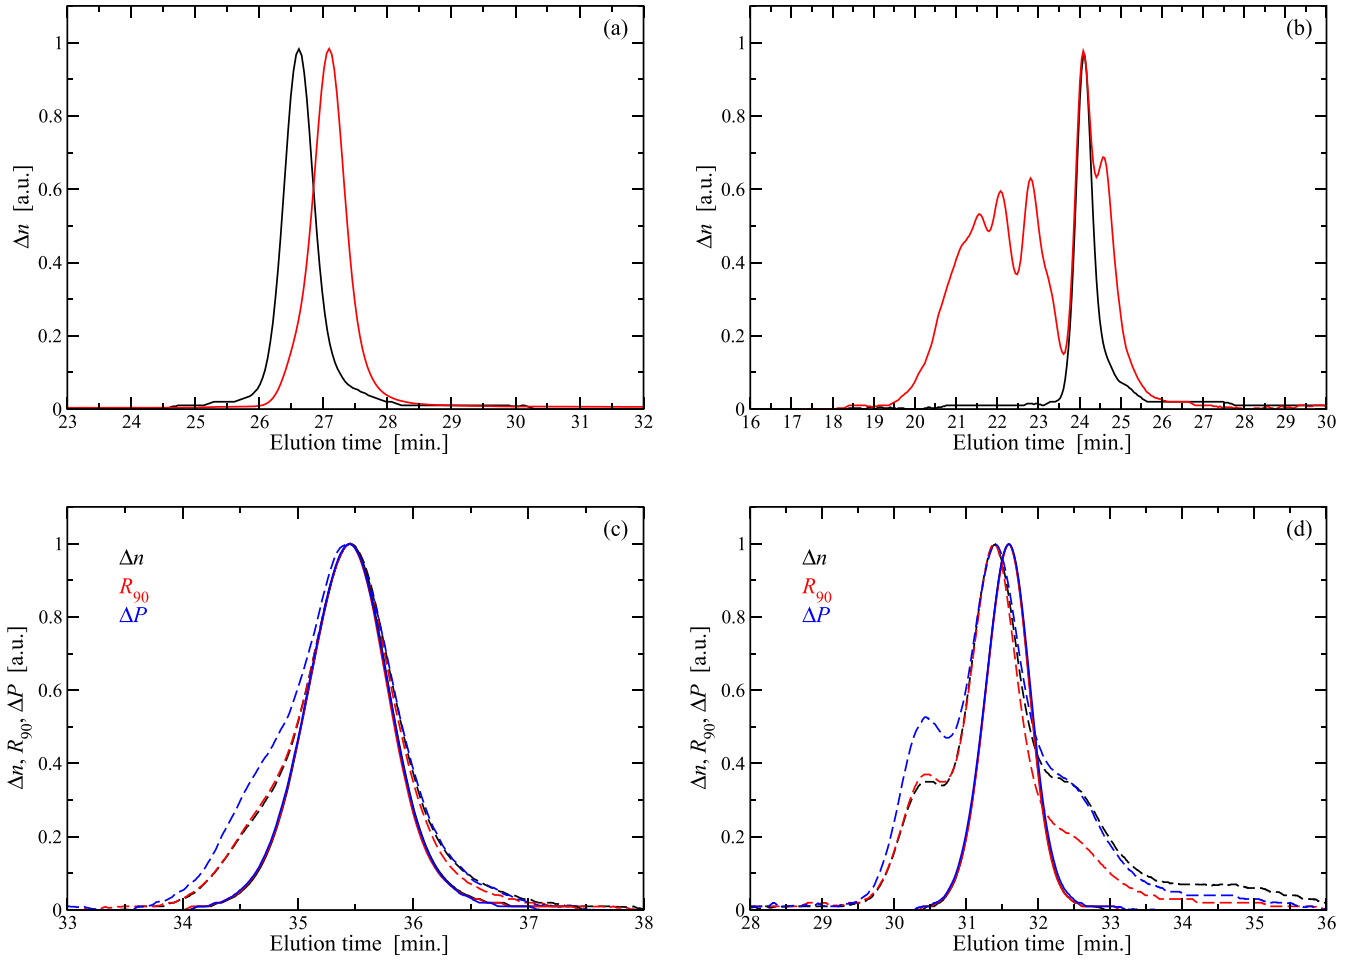 (a)
1
0.8
0.6
0.4
0.2
0
Δn [a.u.]
23 24 25 26 27 28 29 30 31 32
Elution time [min.]
(b)
1
0.8
0.6
0.4
0.2
0
Δn [a.u.]
16 17 18 19 20 21 22 23 24 25 26 27 28 29 30
Elution time [min.]
(c)
Δn
R₉₀
ΔP
1
0.8
0.6
0.4
0.2
0
Δn, R₉₀, ΔP [a.u.]
33 34 35 36 37 38
Elution time [min.]
(d)
Δn
R₉₀
ΔP
1
0.8
0.6
0.4
0.2
0
Δn, R₉₀, ΔP [a.u.]
28 29 30 31 32 33 34 35 36
Elution time [min.]